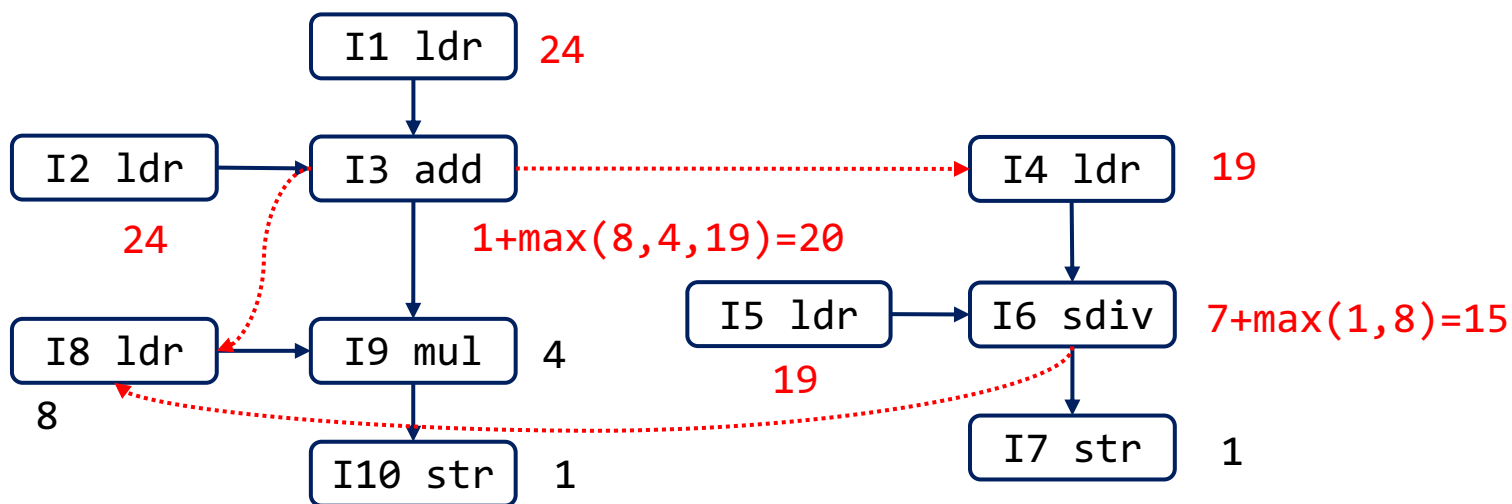 I1 ldr 24
I2 ldr
I3 add
I4 ldr 19
24
1+max(8,4,19)=20
I5 ldr
I6 sdiv 7+max(1,8)=15
I8 ldr
I9 mul 4
19
8
I7 str 1
I10 str 1